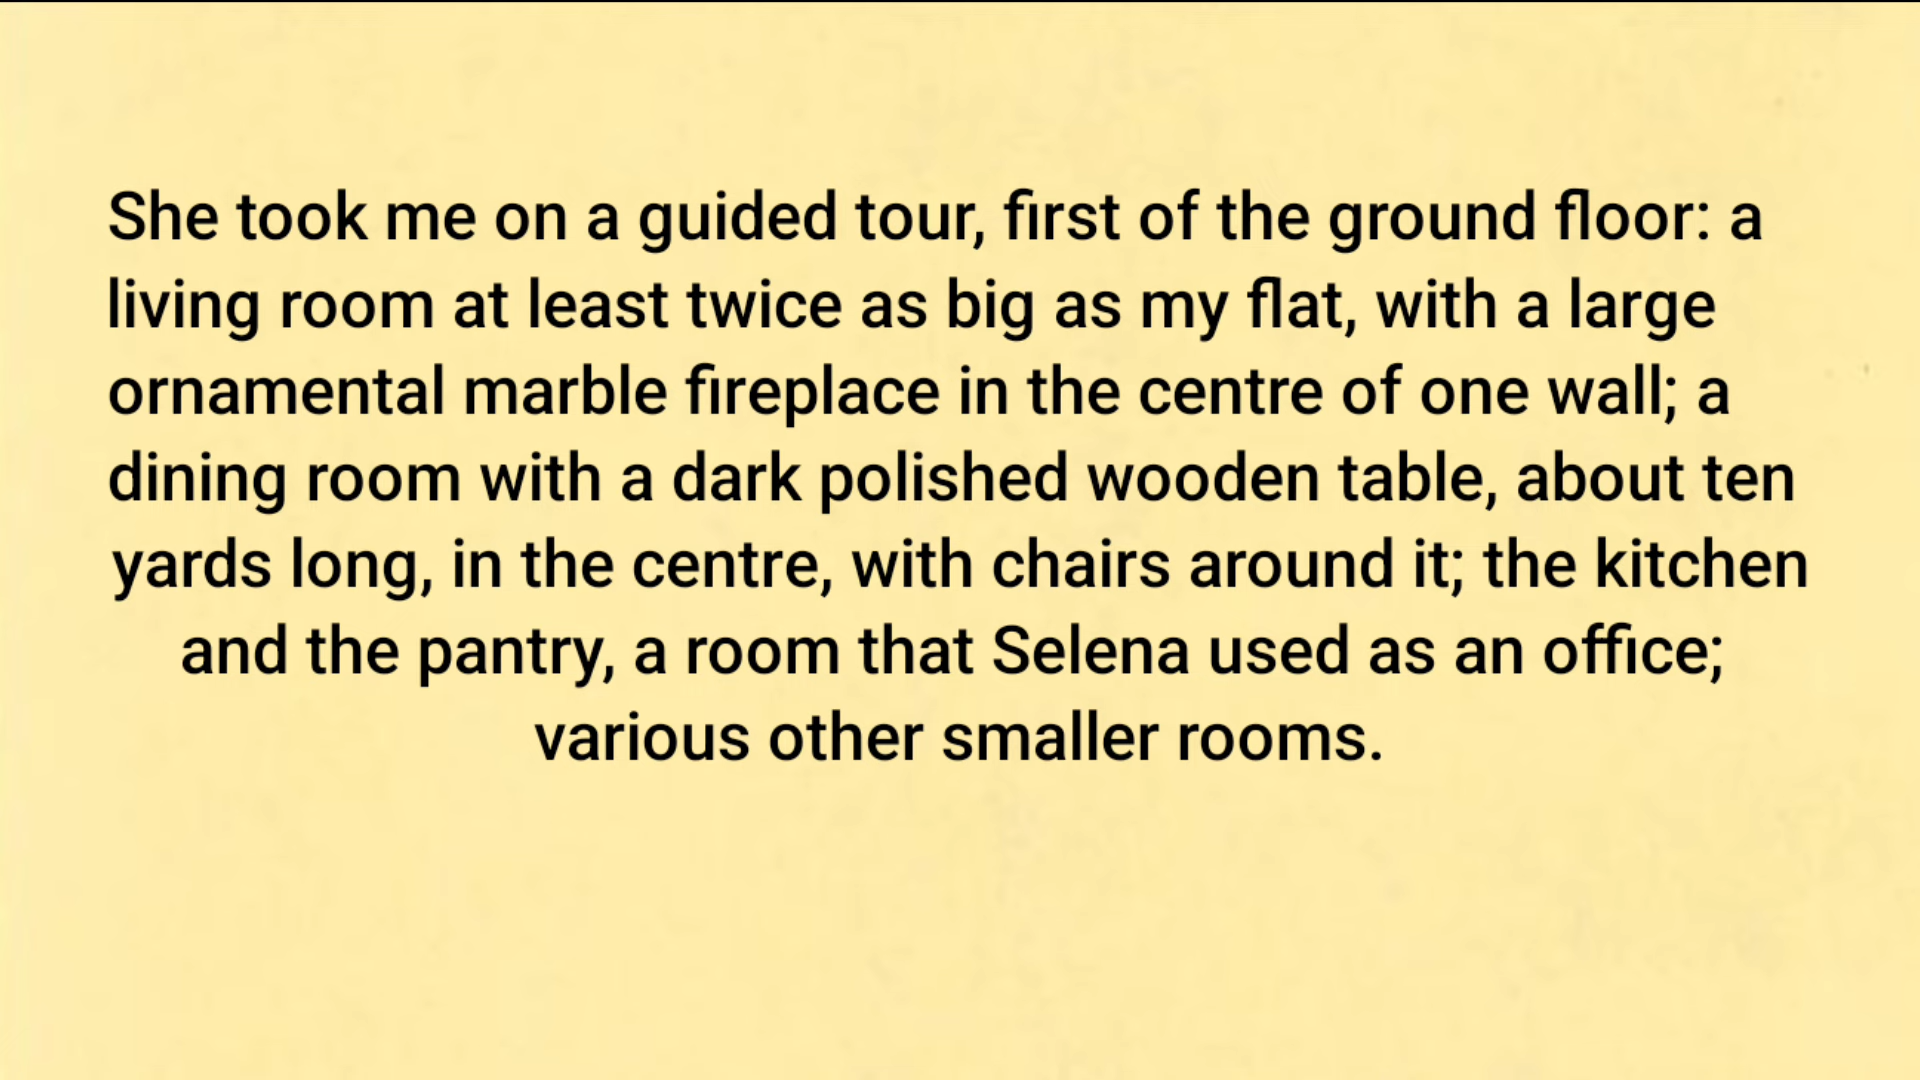 She took me on a guided tour, first of the ground floor: a
living room at least twice as big as my flat, with a large
ornamental marble fireplace in the centre of one wall; a
dining room with a dark polished wooden table, about ten
yards long, in the centre, with chairs around it; the kitchen
and the pantry, a room that Selena used as an office;
various other smaller rooms.